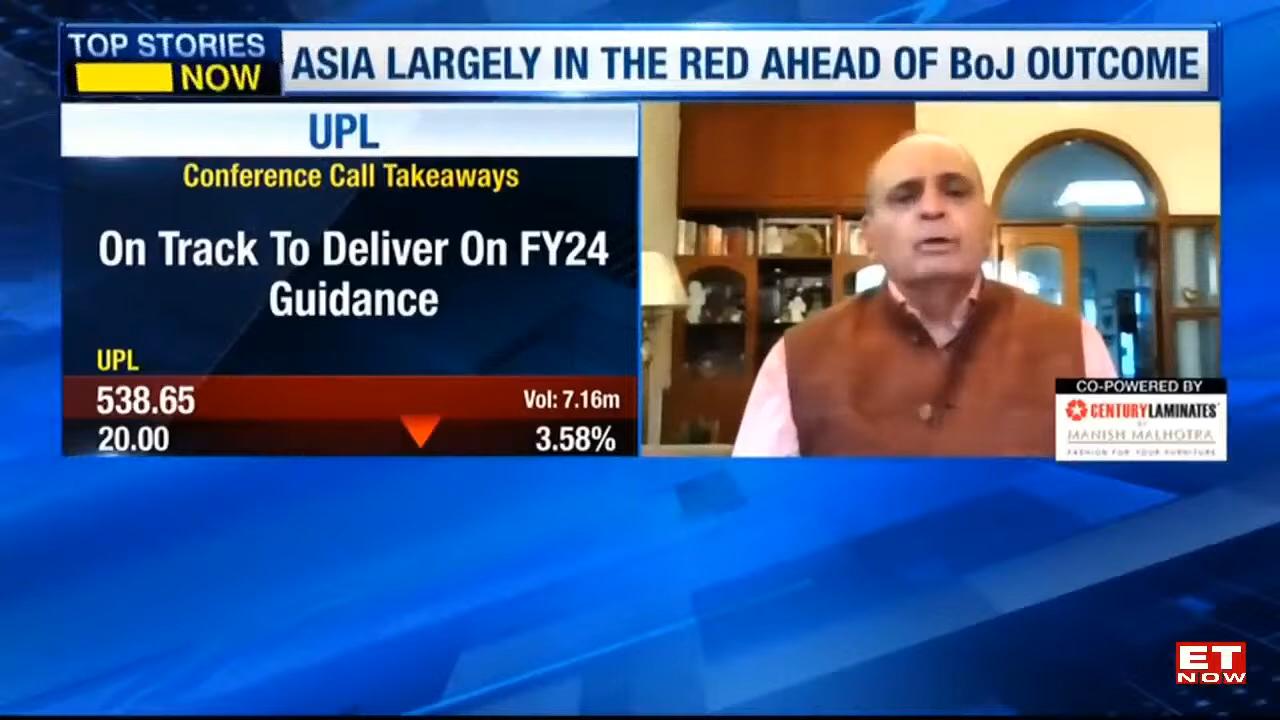 TOP STORIES
NOW
ASIA LARGELY IN THE RED AHEAD OF BoJ OUTCOME
UPL
Conference Call Takeaways
On Track To Deliver On FY24
Guidance
UPL
538.65
Vol: 7.16m
20.00
3.58%
CO-POWERED BY
CENTURYLAMINATES
BY
MANISH MALHOTRA
FASHION FOR YOUR FURNITURE
ET
NOW